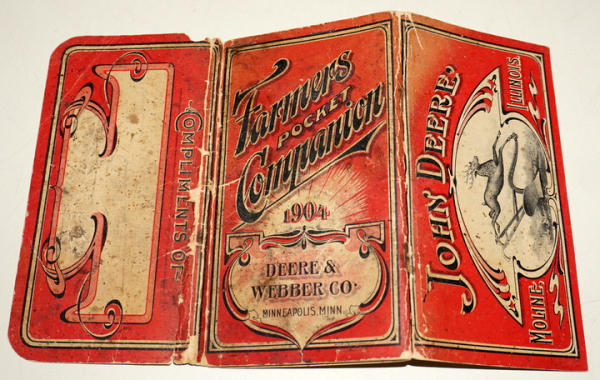 COMPLIMENTS OF
Farmers
POCKET
Companion
1904
DEERE &
WEBBER CO.
MINNEAPOLIS, MINN.
JOHN DEERE.
MOLINE,
ILLINOIS.